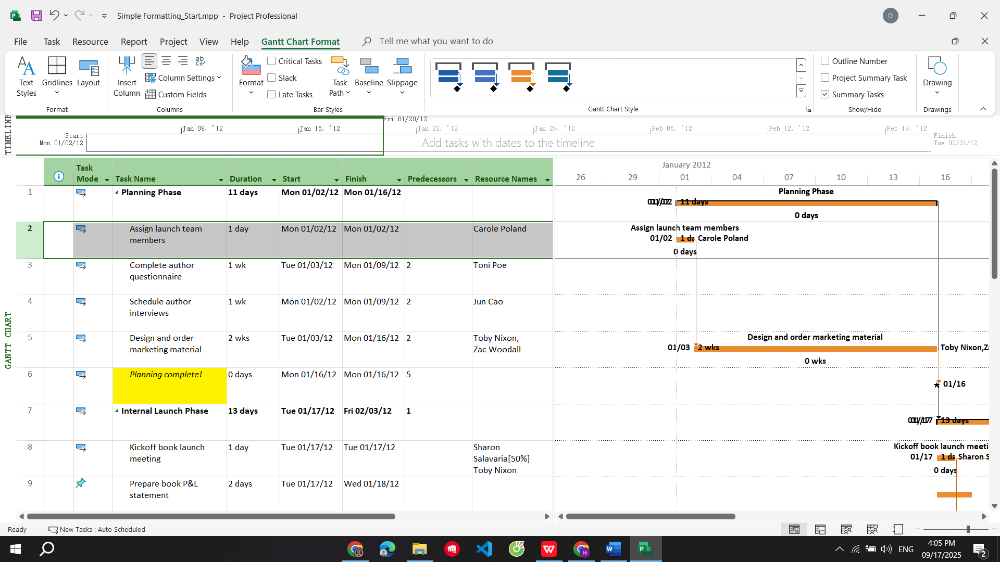 Simple Formatting_Start.mpp - Project Professional
D
File Task Resource Report Project View Help Gantt Chart Format Tell me what you want to do
Text Styles
Gridlines
Layout
Format
Insert Column
Column Settings
Custom Fields
Columns
Format
Critical Tasks
Slack
Late Tasks
Task Path
Baseline
Slippage
Bar Styles
Gantt Chart Style
Outline Number
Project Summary Task
Summary Tasks
Show/Hide
Drawing
Drawings
TIMELINE
Fri 01/20/12
Jan 08, '12 Jan 15, '12 Jan 22, '12 Jan 29, '12 Feb 05, '12 Feb 12, '12 Feb 19, '12
Start
Mon 01/02/12
Add tasks with dates to the timeline
Finish
Tue 02/21/12
GANTT CHART
Task Mode Task Name Duration Start Finish Predecessors Resource Names
1 Planning Phase 11 days Mon 01/02/12 Mon 01/16/12
2 Assign launch team members 1 day Mon 01/02/12 Mon 01/02/12 Carole Poland
3 Complete author questionnaire 1 wk Tue 01/03/12 Mon 01/09/12 2 Toni Poe
4 Schedule author interviews 1 wk Mon 01/02/12 Mon 01/09/12 2 Jun Cao
5 Design and order marketing material 2 wks Tue 01/03/12 Mon 01/16/12 2 Toby Nixon, Zac Woodall
6 Planning complete! 0 days Mon 01/16/12 Mon 01/16/12 5
7 Internal Launch Phase 13 days Tue 01/17/12 Fri 02/03/12 1
8 Kickoff book launch meeting 1 day Tue 01/17/12 Tue 01/17/12 Sharon Salavaria[50%] Toby Nixon
9 Prepare book P&L statement 2 days Tue 01/17/12 Wed 01/18/12
January 2012
26 29 01 04 07 10 13 16
Planning Phase
01/02 11 days
0 days
Assign launch team members
01/02 1 da Carole Poland
0 days
Design and order marketing material
01/03 2 wks Toby Nixon,Za
0 wks
01/16
01/17 13 days
Kickoff book launch meeti
01/17 1 da Sharon S
0 days
Ready New Tasks : Auto Scheduled
ENG
4:05 PM
09/17/2025
2